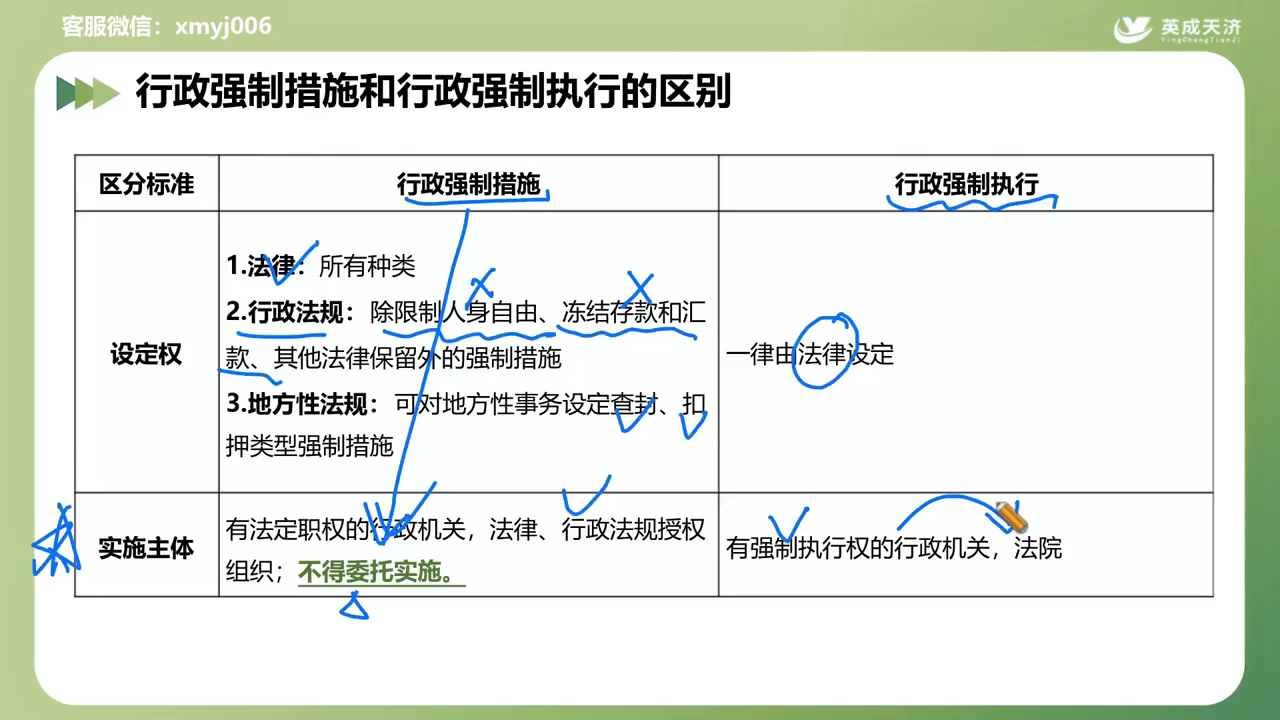 客服微信：xmyj006
英成天济
YingChengTianJi
行政强制措施和行政强制执行的区别
区分标准
行政强制措施
行政强制执行
设定权
1.法律：所有种类
2.行政法规：除限制人身自由、冻结存款和汇
款、其他法律保留外的强制措施
3.地方性法规：可对地方性事务设定查封、扣
押类型强制措施
一律由法律设定
实施主体
有法定职权的行政机关，法律、行政法规授权
组织；不得委托实施。
有强制执行权的行政机关，法院